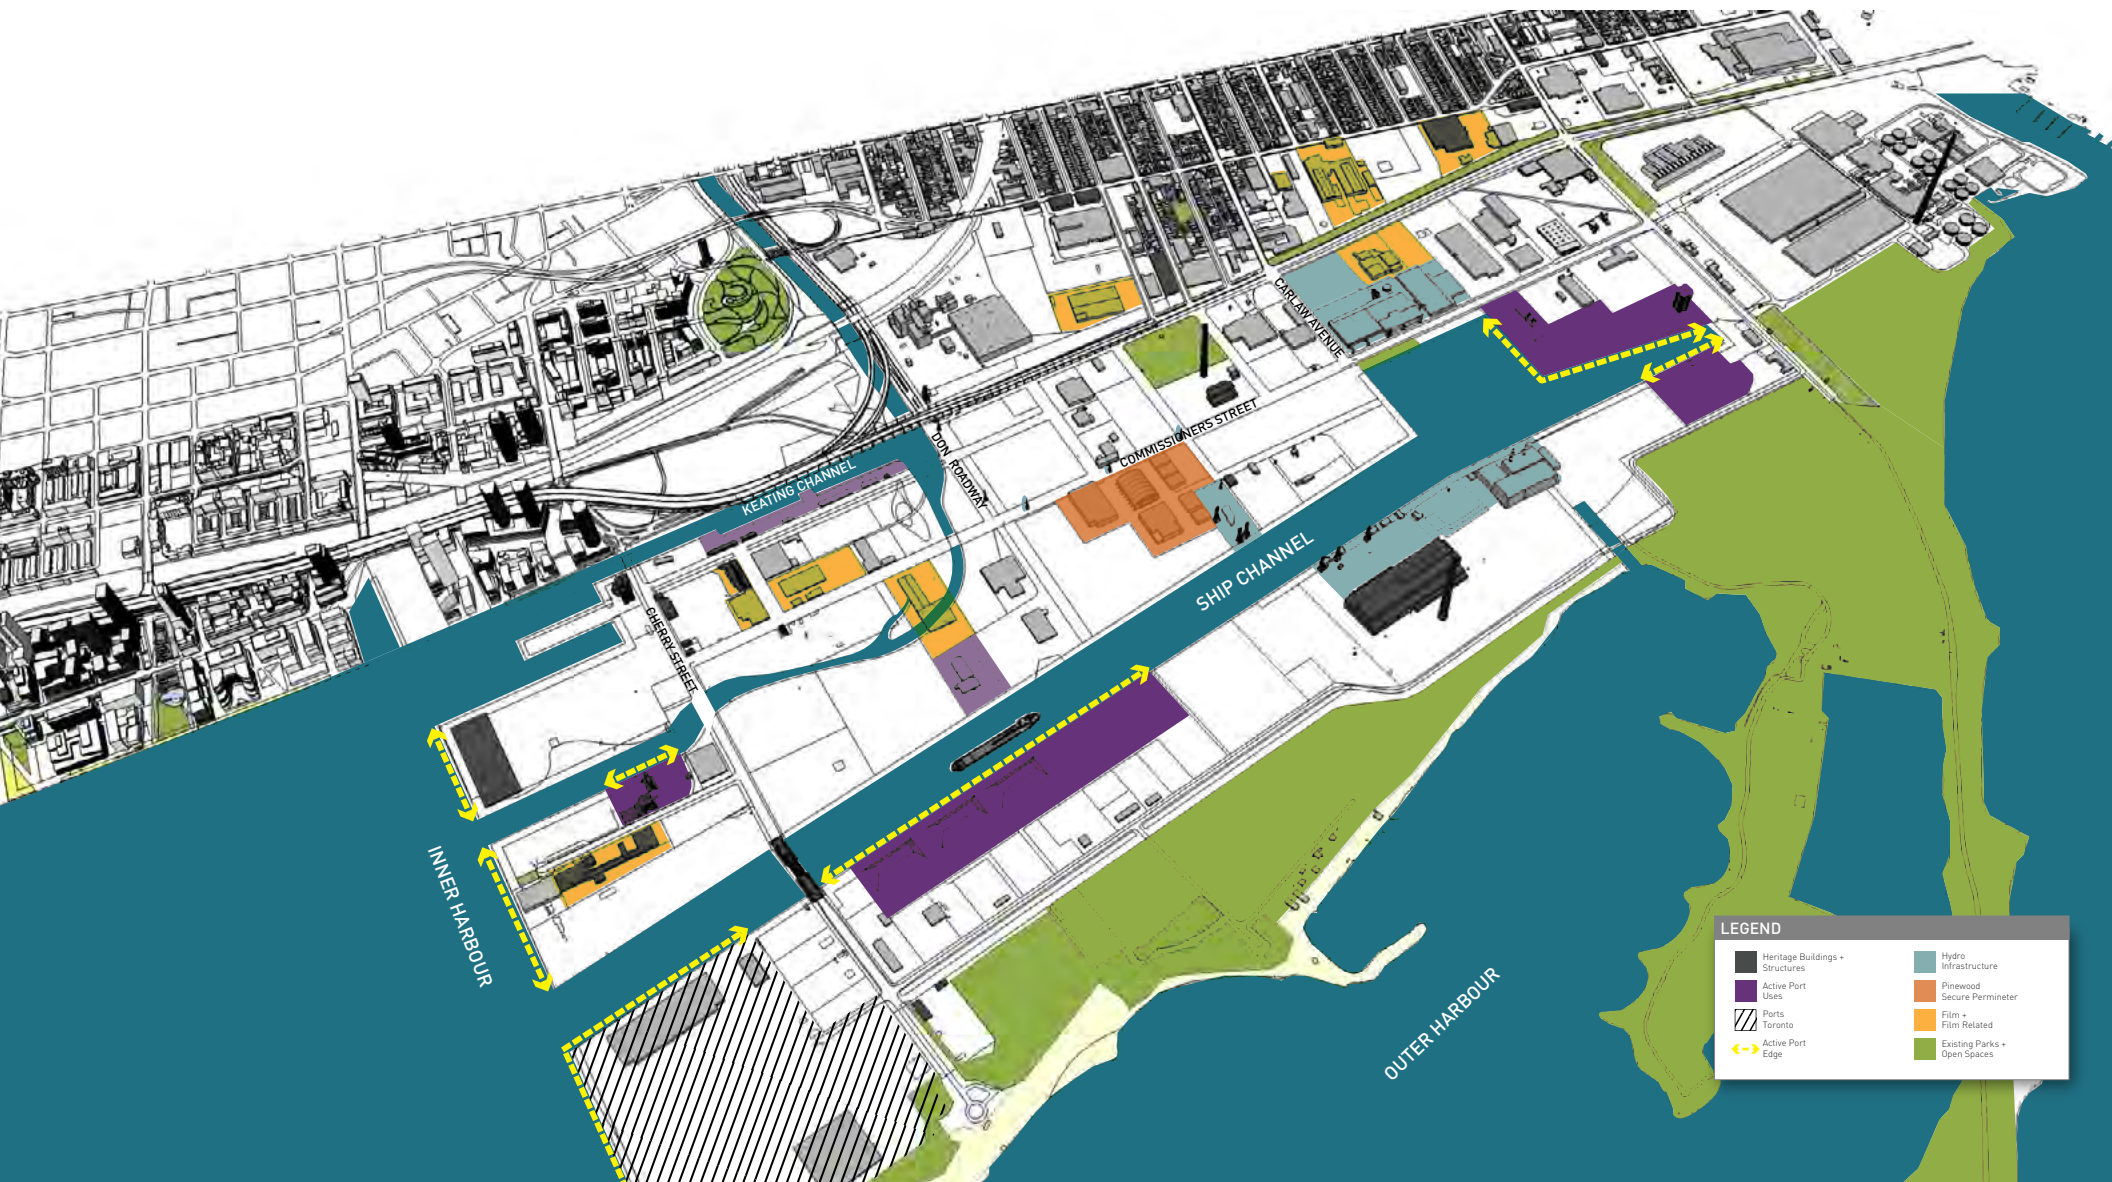 CARLAW AVENUE
COMMISSIONERS STREET
DON ROADWAY
KEATING CHANNEL
SHIP CHANNEL
CHERRY STREET
INNER HARBOUR
OUTER HARBOUR
LEGEND
Heritage Buildings +
Structures
Active Port
Uses
Ports
Toronto
Active Port
Edge
Hydro
Infrastructure
Pinewood
Secure Permineter
Film +
Film Related
Existing Parks +
Open Spaces